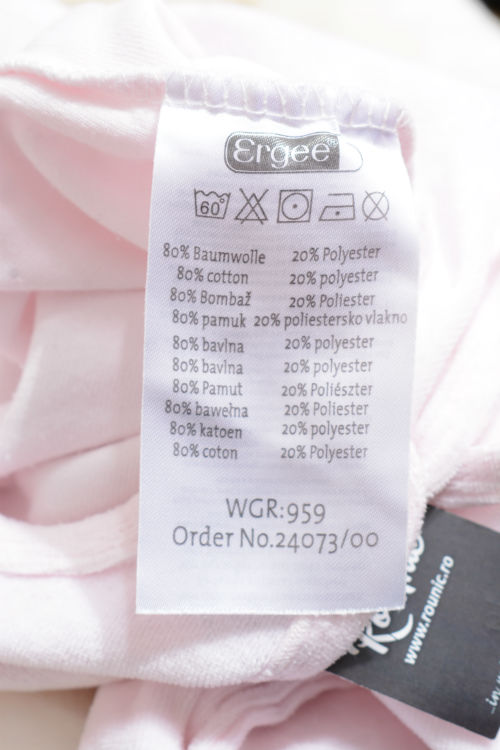 Ergee
60°
80% Baumwolle 20% Polyester
80% cotton 20% polyester
80% Bombaž 20% Poliester
80% pamuk 20% poliestersko vlakno
80% bavlna 20% polyester
80% bavlna 20% polyester
80% Pamut 20% Poliészter
80% bawełna 20% Poliester
80% katoen 20% polyester
80% coton 20% Polyester
WGR:959
Order No.24073/00
www.rounic.ro